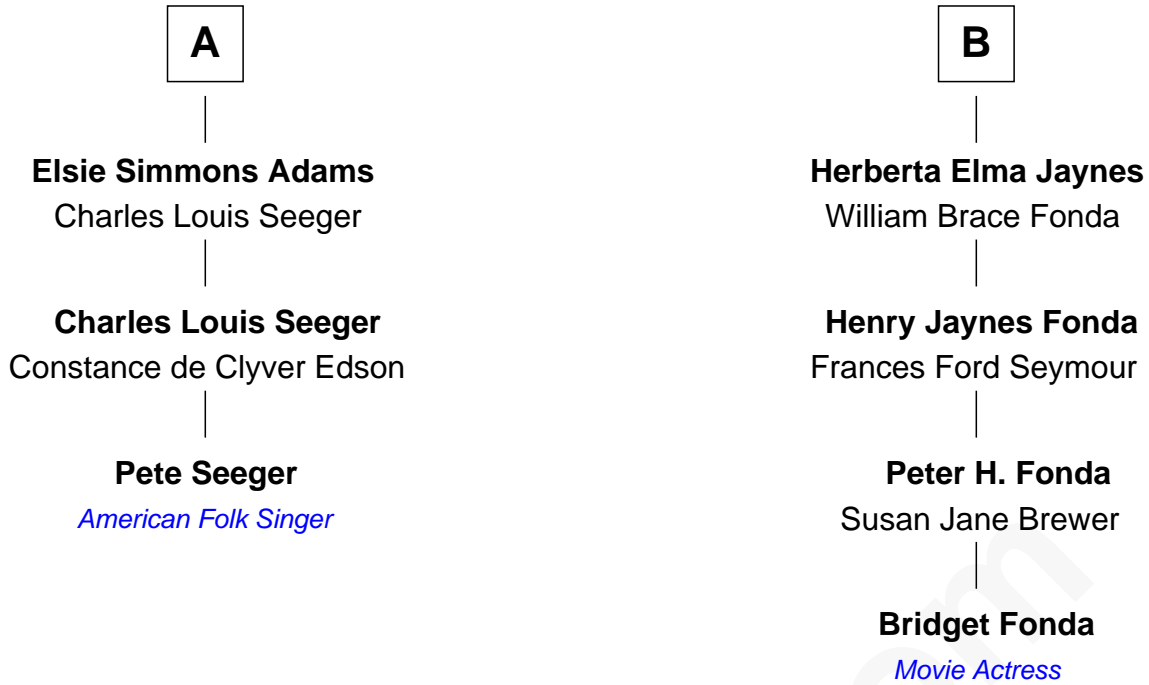 A
Elsie Simmons Adams
Charles Louis Seeger
Charles Louis Seeger
Constance de Clyver Edson
Pete Seeger
American Folk Singer
B
Herberta Elma Jaynes
William Brace Fonda
Henry Jaynes Fonda
Frances Ford Seymour
Peter H. Fonda
Susan Jane Brewer
Bridget Fonda
Movie Actress